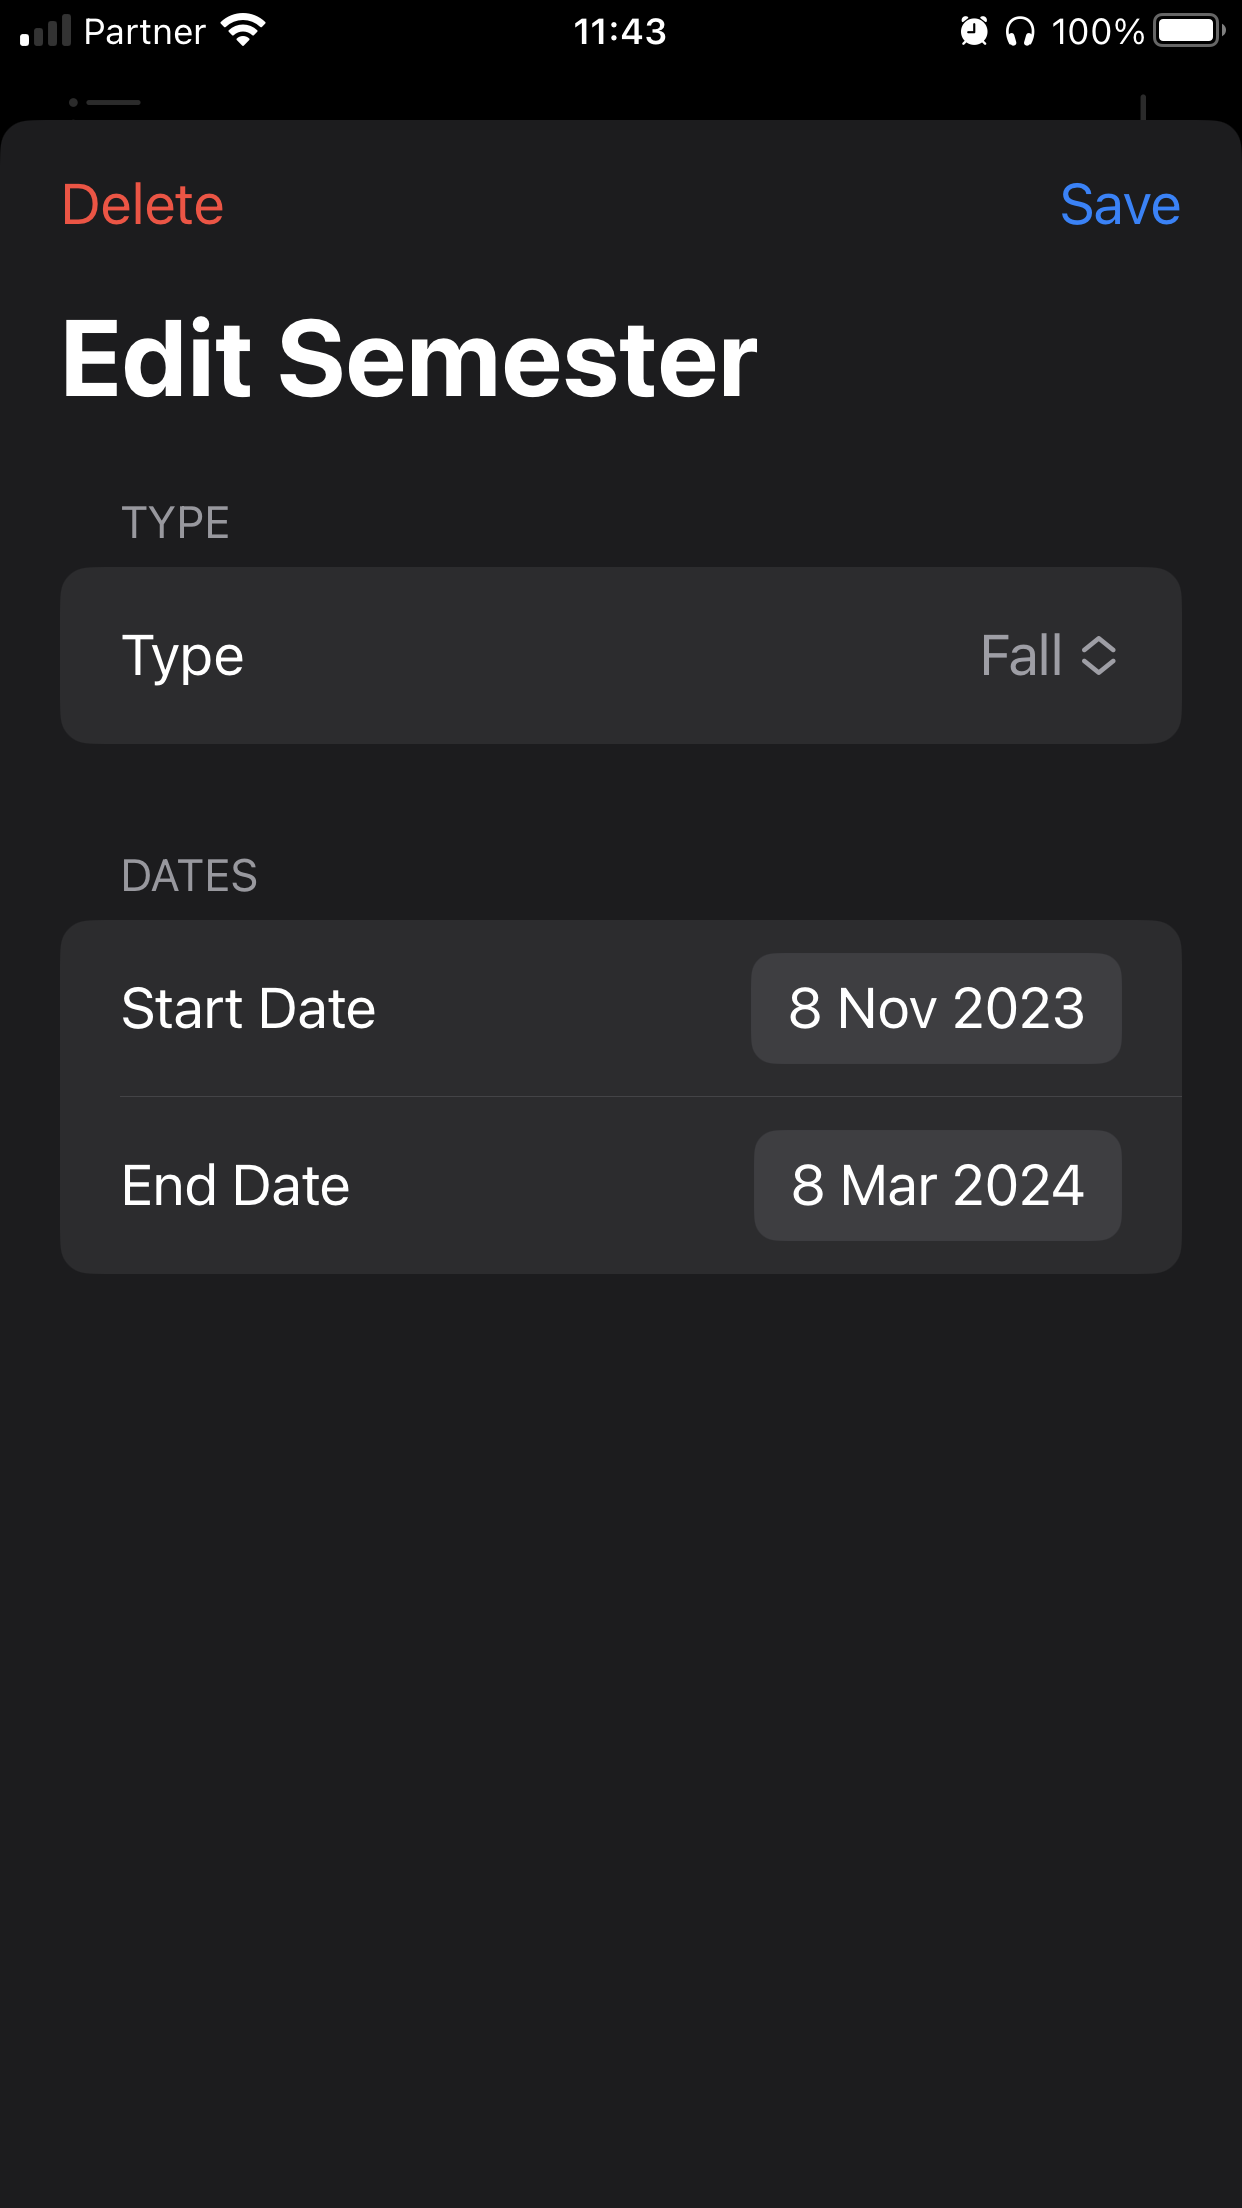 Partner 11:43 100%
Delete Save
Edit Semester
TYPE
Type Fall
DATES
Start Date 8 Nov 2023
End Date 8 Mar 2024